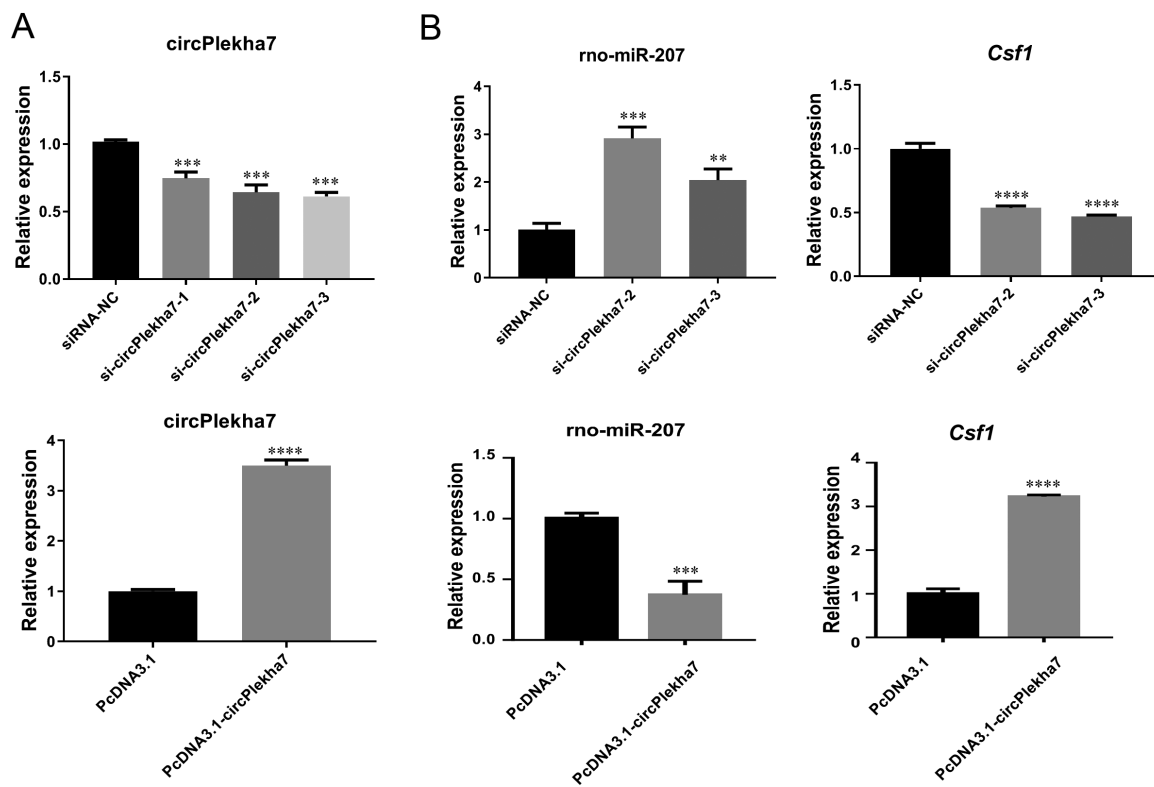 A
circPlekha7
Relative expression
1.5
1.0
0.5
0.0
***
***
***
siRNA-NC
si-circPlekha7-1
si-circPlekha7-2
si-circPlekha7-3
B
rno-miR-207
Relative expression
4
3
2
1
0
***
**
siRNA-NC
si-circPlekha7-2
si-circPlekha7-3
Csf1
Relative expression
1.5
1.0
0.5
0.0
****
****
siRNA-NC
si-circPlekha7-2
si-circPlekha7-3
circPlekha7
Relative expression
4
3
2
1
0
****
PcDNA3.1
PcDNA3.1-circPlekha7
rno-miR-207
Relative expression
1.5
1.0
0.5
0.0
***
PcDNA3.1
PcDNA3.1-circPlekha7
Csf1
Relative expression
4
3
2
1
0
****
PcDNA3.1
PcDNA3.1-circPlekha7